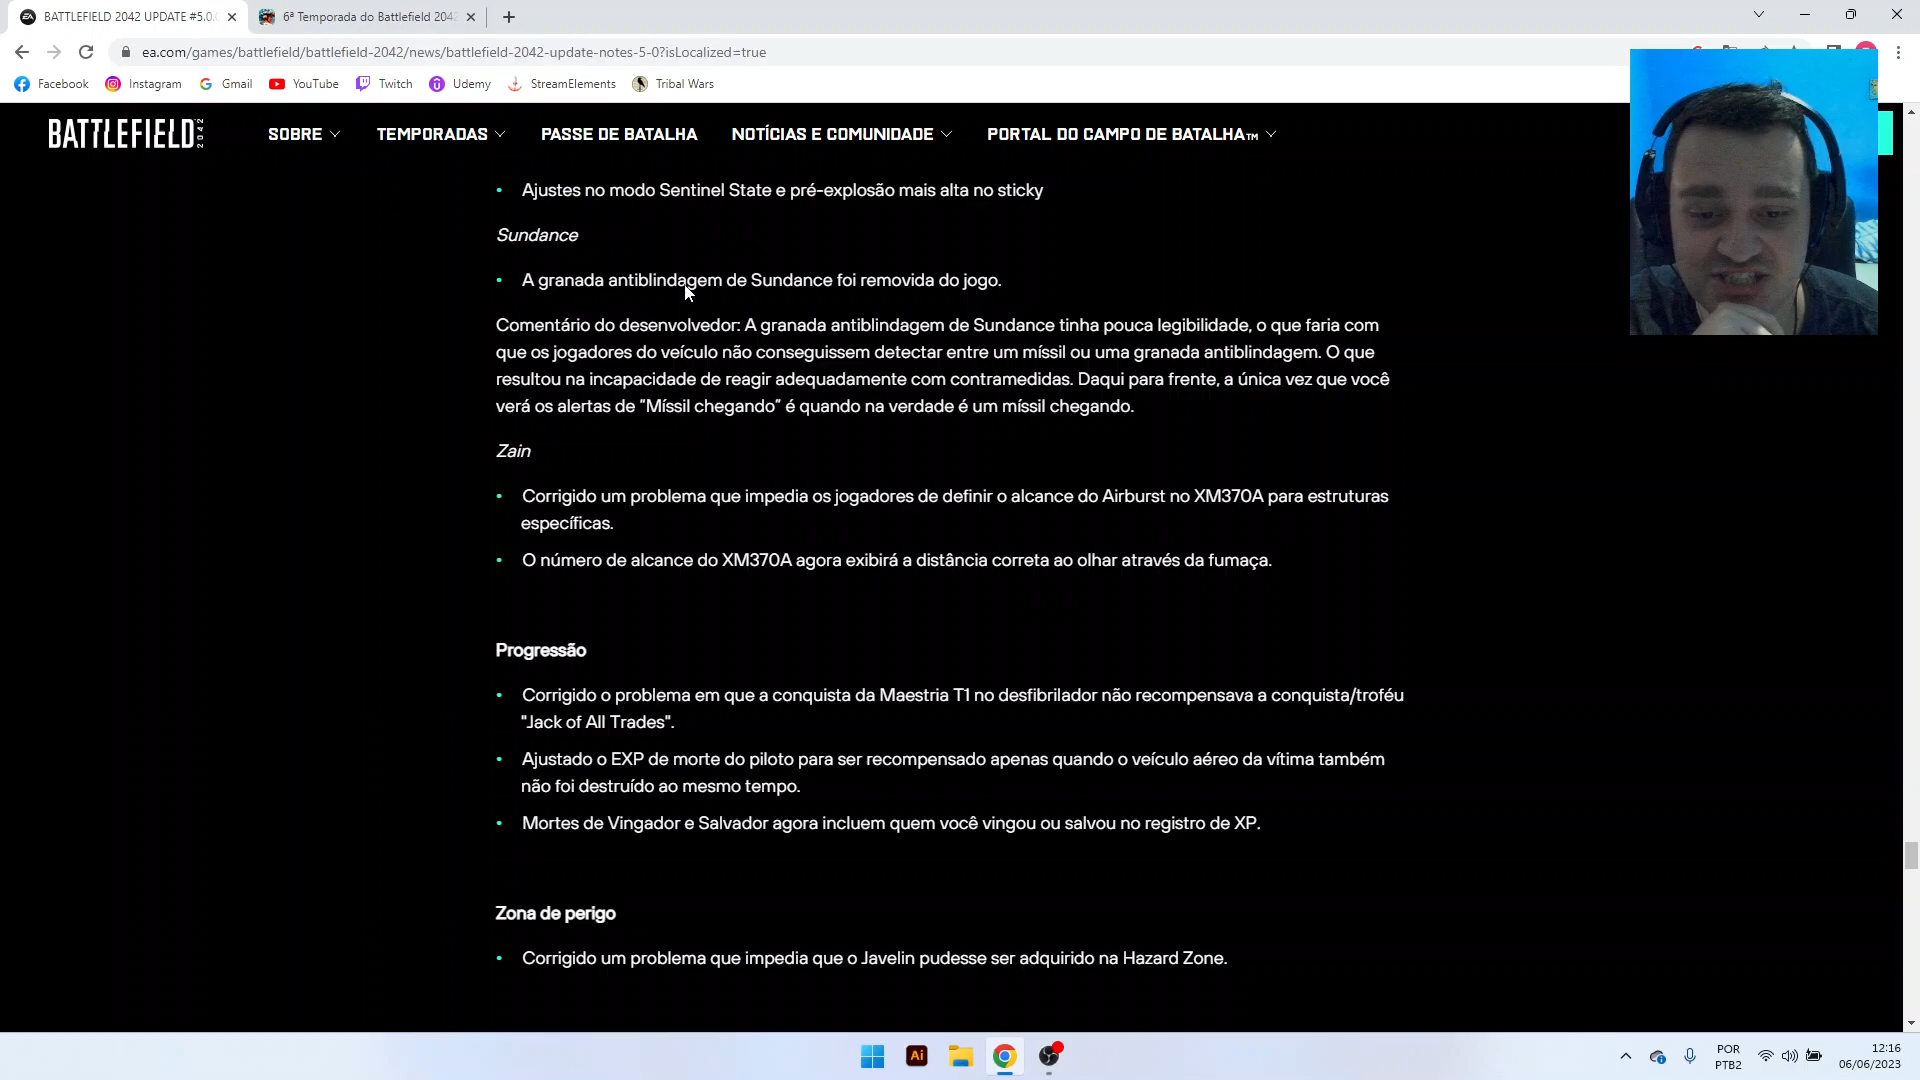 BATTLEFIELD 2042 UPDATE #5.0.0
6ª Temporada do Battlefield 2042
ea.com/games/battlefield/battlefield-2042/news/battlefield-2042-update-notes-5-0?isLocalized=true
Facebook Instagram Gmail YouTube Twitch Udemy StreamElements Tribal Wars
BATTLEFIELD 2042 SOBRE TEMPORADAS PASSE DE BATALHA NOTÍCIAS E COMUNIDADE PORTAL DO CAMPO DE BATALHA™
• Ajustes no modo Sentinel State e pré-explosão mais alta no sticky
Sundance
• A granada antiblindagem de Sundance foi removida do jogo.
Comentário do desenvolvedor: A granada antiblindagem de Sundance tinha pouca legibilidade, o que faria com
que os jogadores do veículo não conseguissem detectar entre um míssil ou uma granada antiblindagem. O que
resultou na incapacidade de reagir adequadamente com contramedidas. Daqui para frente, a única vez que você
verá os alertas de “Míssil chegando” é quando na verdade é um míssil chegando.
Zain
• Corrigido um problema que impedia os jogadores de definir o alcance do Airburst no XM370A para estruturas
específicas.
• O número de alcance do XM370A agora exibirá a distância correta ao olhar através da fumaça.
Progressão
• Corrigido o problema em que a conquista da Maestria T1 no desfibrilador não recompensava a conquista/troféu
"Jack of All Trades".
• Ajustado o EXP de morte do piloto para ser recompensado apenas quando o veículo aéreo da vítima também
não foi destruído ao mesmo tempo.
• Mortes de Vingador e Salvador agora incluem quem você vingou ou salvou no registro de XP.
Zona de perigo
• Corrigido um problema que impedia que o Javelin pudesse ser adquirido na Hazard Zone.
Ai
POR
PTB2
12:16
06/06/2023